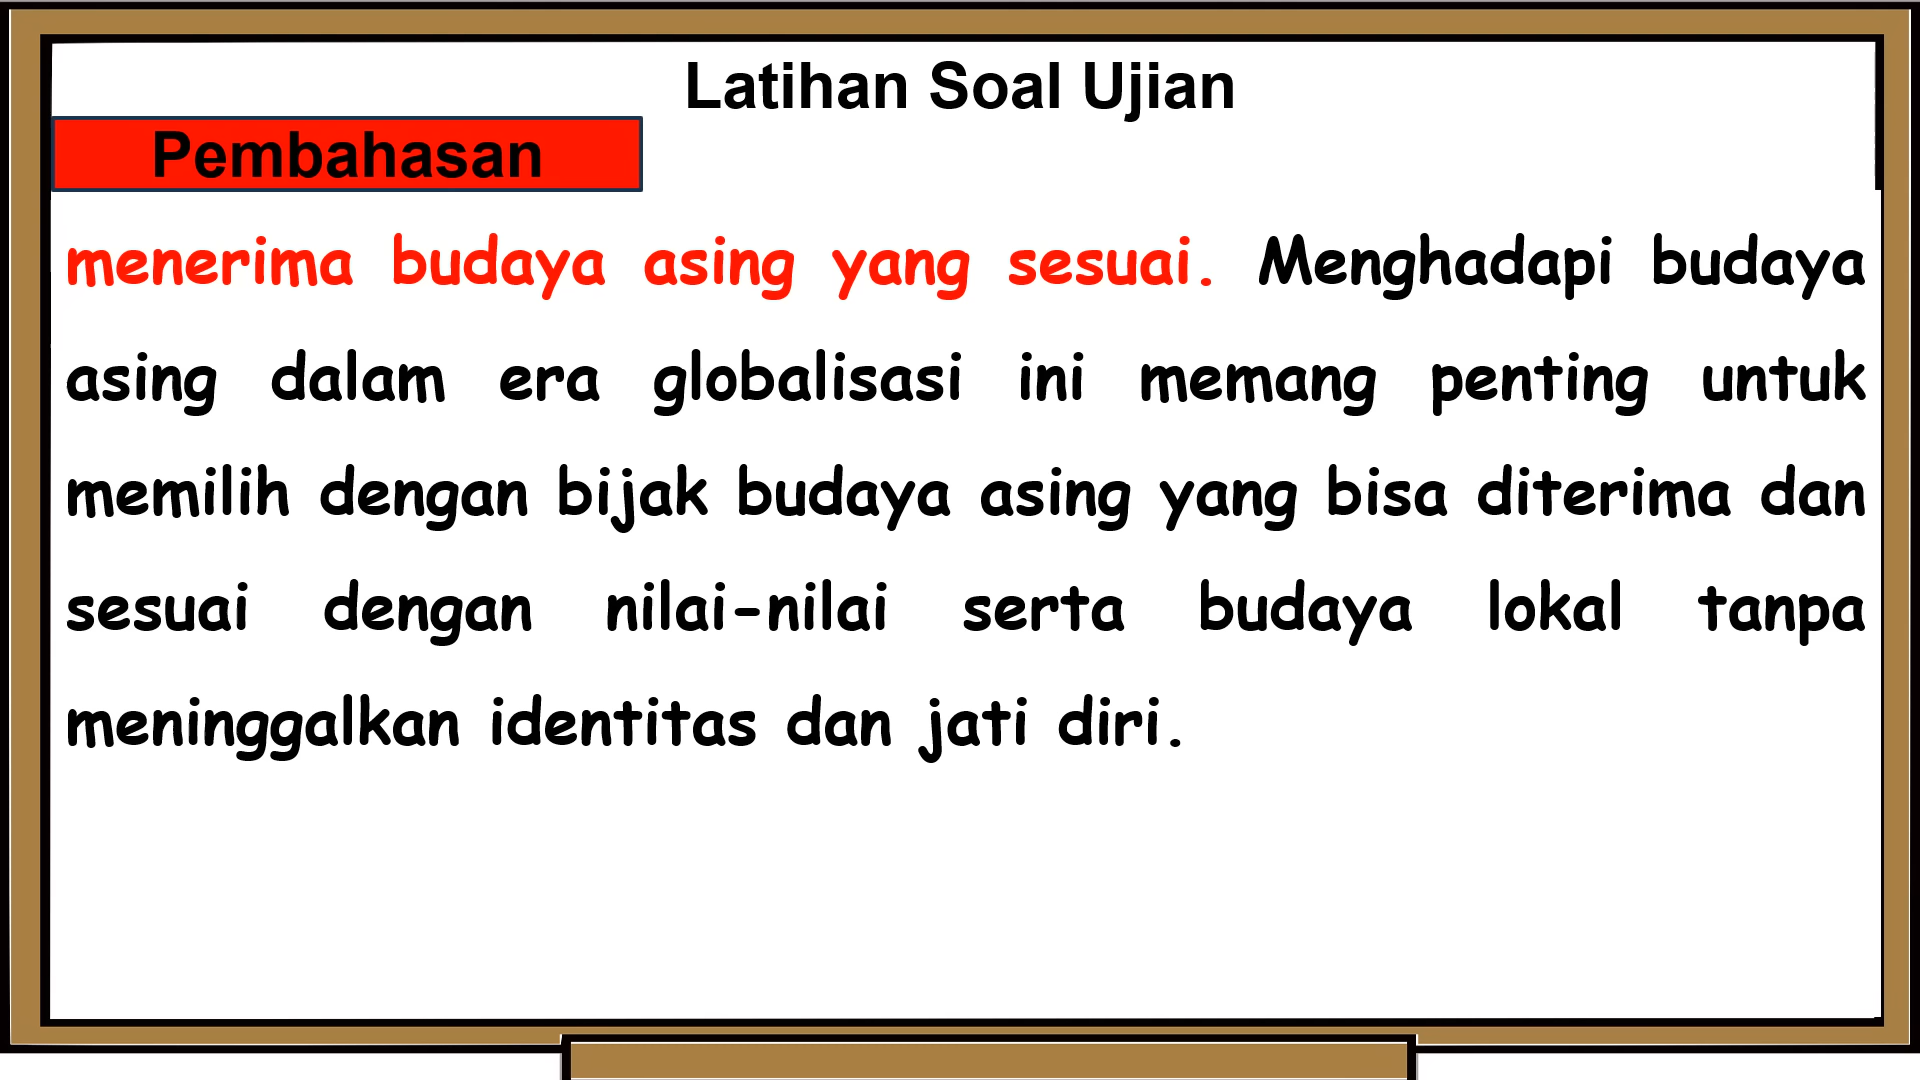 Latihan Soal Ujian
Pembahasan
menerima budaya asing yang sesuai. Menghadapi budaya
asing dalam era globalisasi ini memang penting untuk
memilih dengan bijak budaya asing yang bisa diterima dan
sesuai dengan nilai-nilai serta budaya lokal tanpa
meninggalkan identitas dan jati diri.